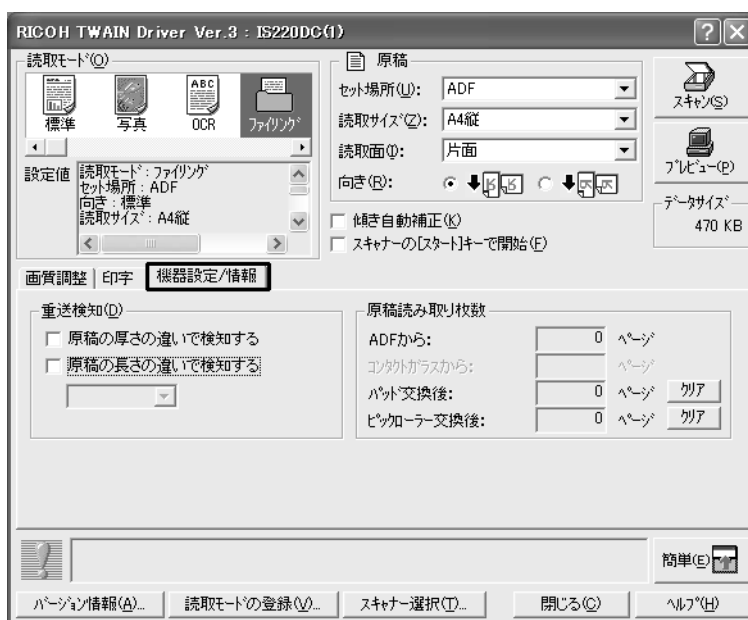 RICOH TWAIN Driver Ver.3 : IS220DC(1)
読取モード(O)
標準
写真
ABC
OCR
ファイリング
設定値
読取モード : ファイリング
セット場所 : ADF
向き : 標準
読取サイズ : A4縦
原稿
セット場所(U):
ADF
読取サイズ(Z):
A4縦
読取面(I):
片面
向き(R):
傾き自動補正(K)
スキャナーの[スタート]キーで開始(F)
スキャン(S)
プレビュー(P)
データサイズ
470 KB
画質調整
印字
機器設定/情報
重送検知(D)
原稿の厚さの違いで検知する
原稿の長さの違いで検知する
原稿読み取り枚数
ADFから:
0
ページ
コンタクトガラスから:
ページ
パッド交換後:
0
ページ
クリア
ピックローラー交換後:
0
ページ
クリア
簡単(E)
バージョン情報(A)...
読取モードの登録(V)...
スキャナー選択(T)...
閉じる(C)
ヘルプ(H)